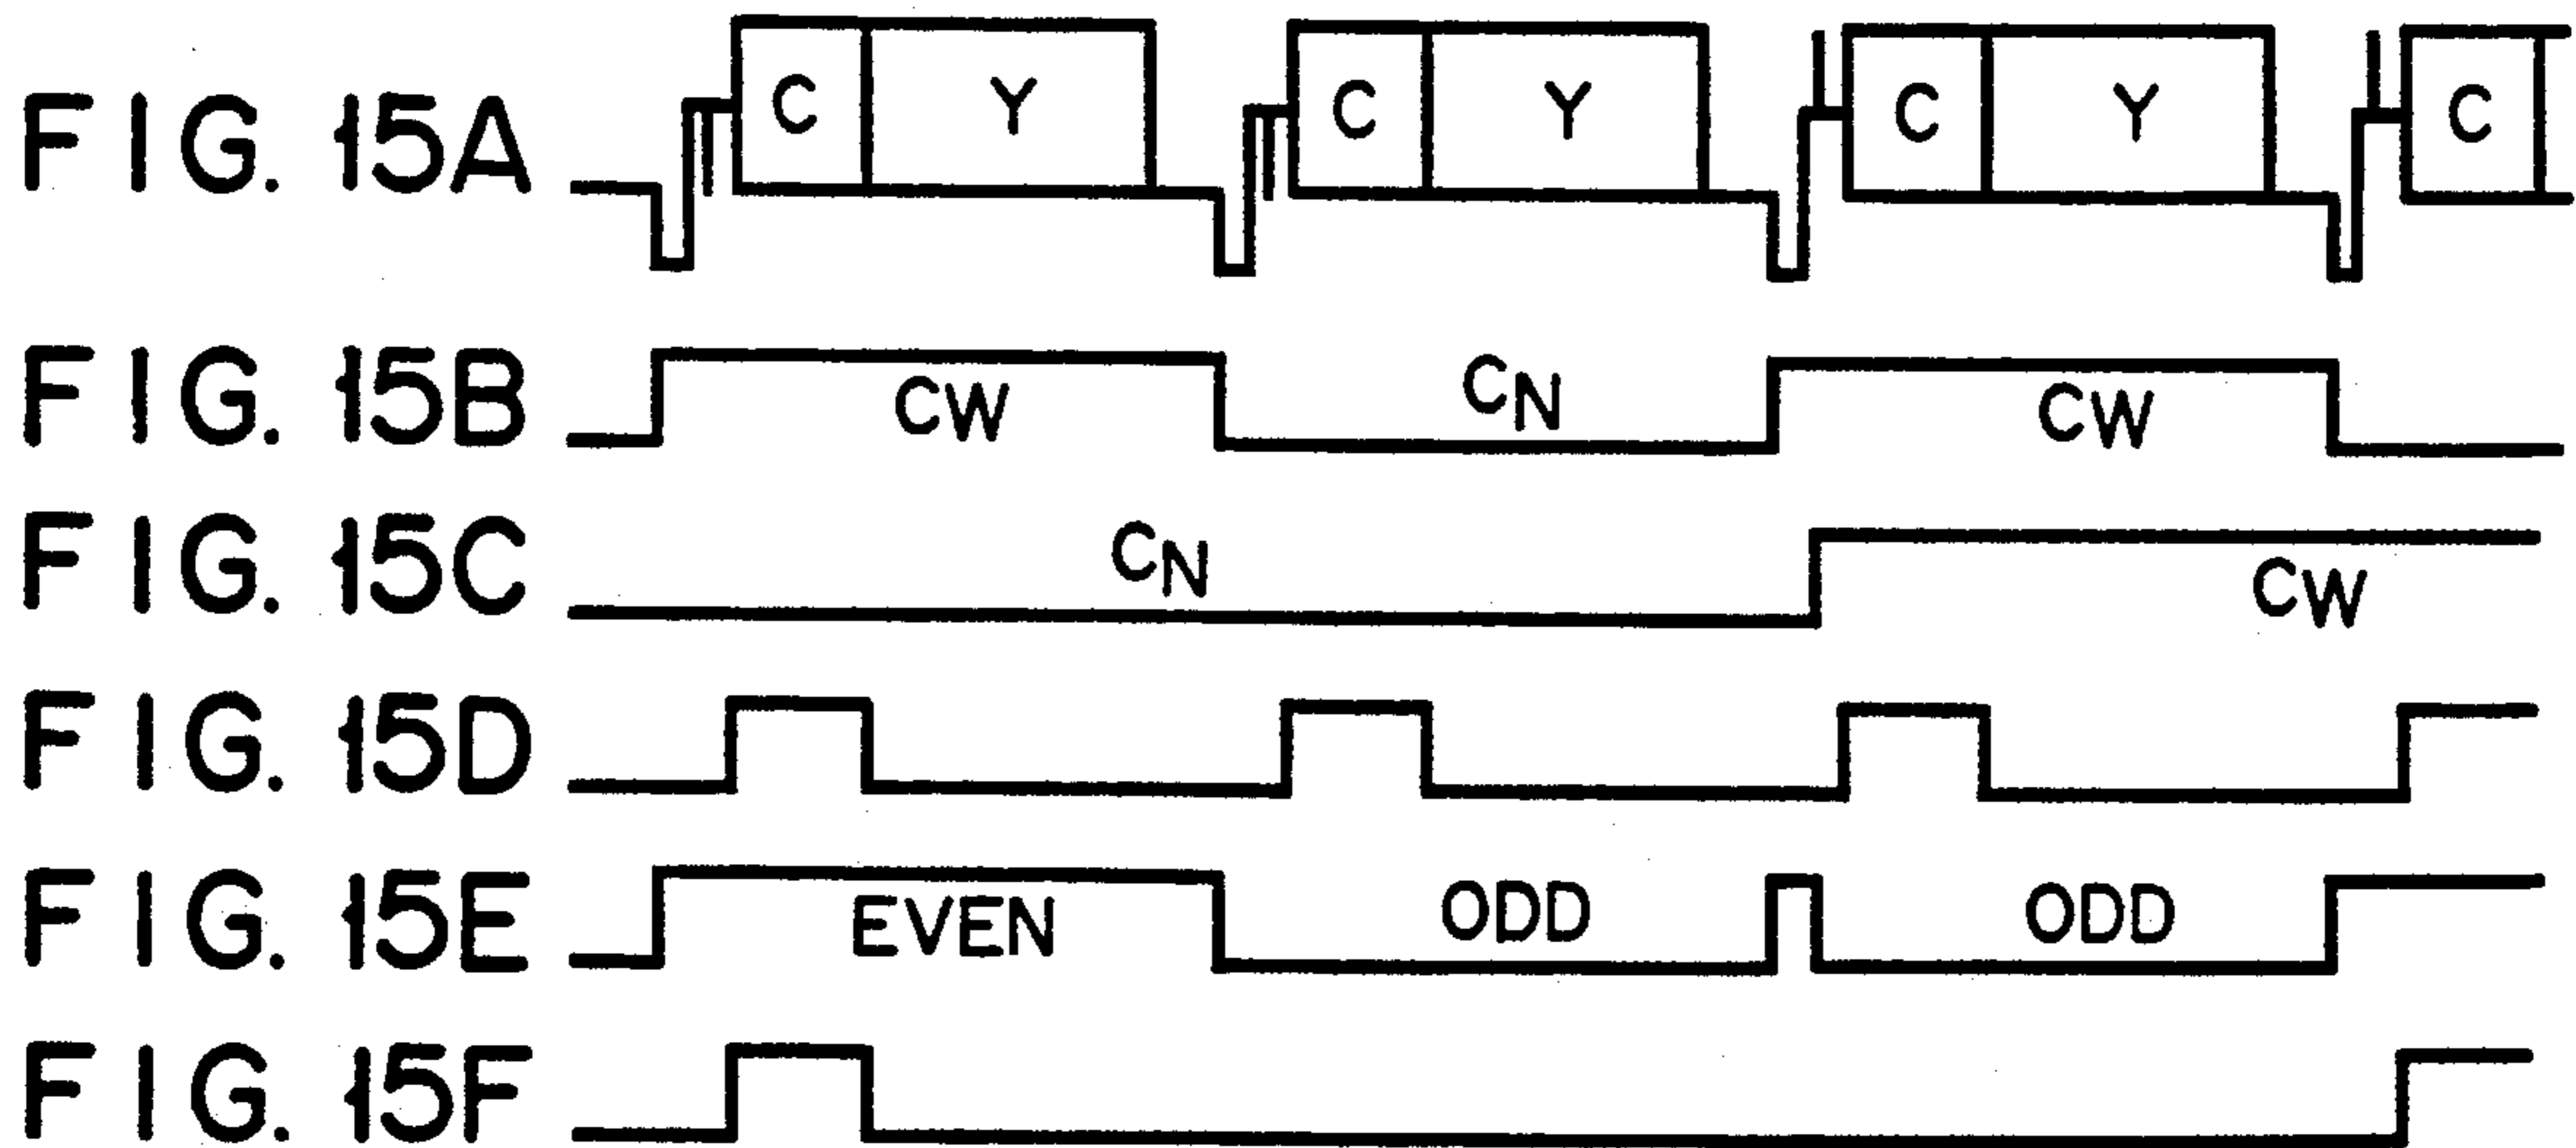 FIG. 15A C Y C Y C Y C
FIG. 15B CW CN CW
FIG. 15C CN CW
FIG. 15D
FIG. 15E EVEN ODD ODD
FIG. 15F